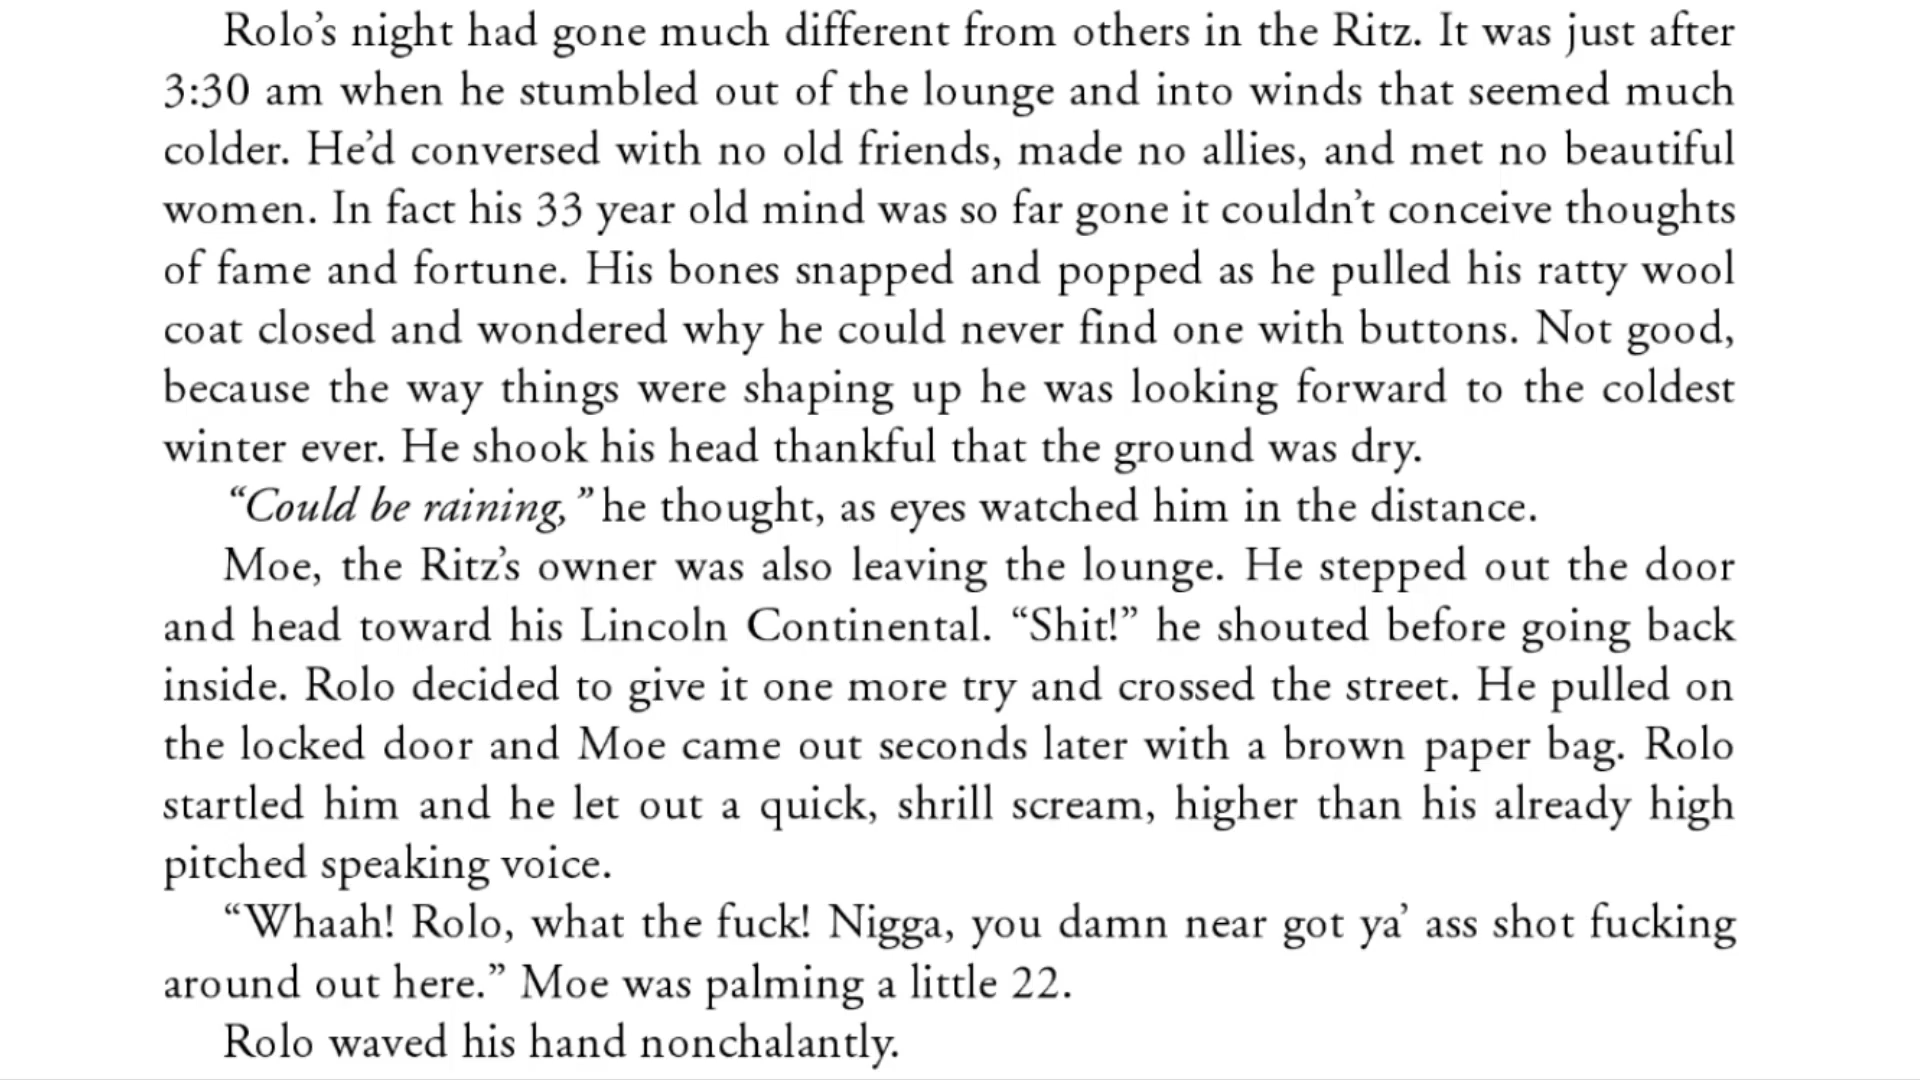 Rolo’s night had gone much different from others in the Ritz. It was just after
3:30 am when he stumbled out of the lounge and into winds that seemed much
colder. He’d conversed with no old friends, made no allies, and met no beautiful
women. In fact his 33 year old mind was so far gone it couldn’t conceive thoughts
of fame and fortune. His bones snapped and popped as he pulled his ratty wool
coat closed and wondered why he could never find one with buttons. Not good,
because the way things were shaping up he was looking forward to the coldest
winter ever. He shook his head thankful that the ground was dry.
“Could be raining,” he thought, as eyes watched him in the distance.
Moe, the Ritz’s owner was also leaving the lounge. He stepped out the door
and head toward his Lincoln Continental. “Shit!” he shouted before going back
inside. Rolo decided to give it one more try and crossed the street. He pulled on
the locked door and Moe came out seconds later with a brown paper bag. Rolo
startled him and he let out a quick, shrill scream, higher than his already high
pitched speaking voice.
“Whaah! Rolo, what the fuck! Nigga, you damn near got ya’ ass shot fucking
around out here.” Moe was palming a little 22.
Rolo waved his hand nonchalantly.